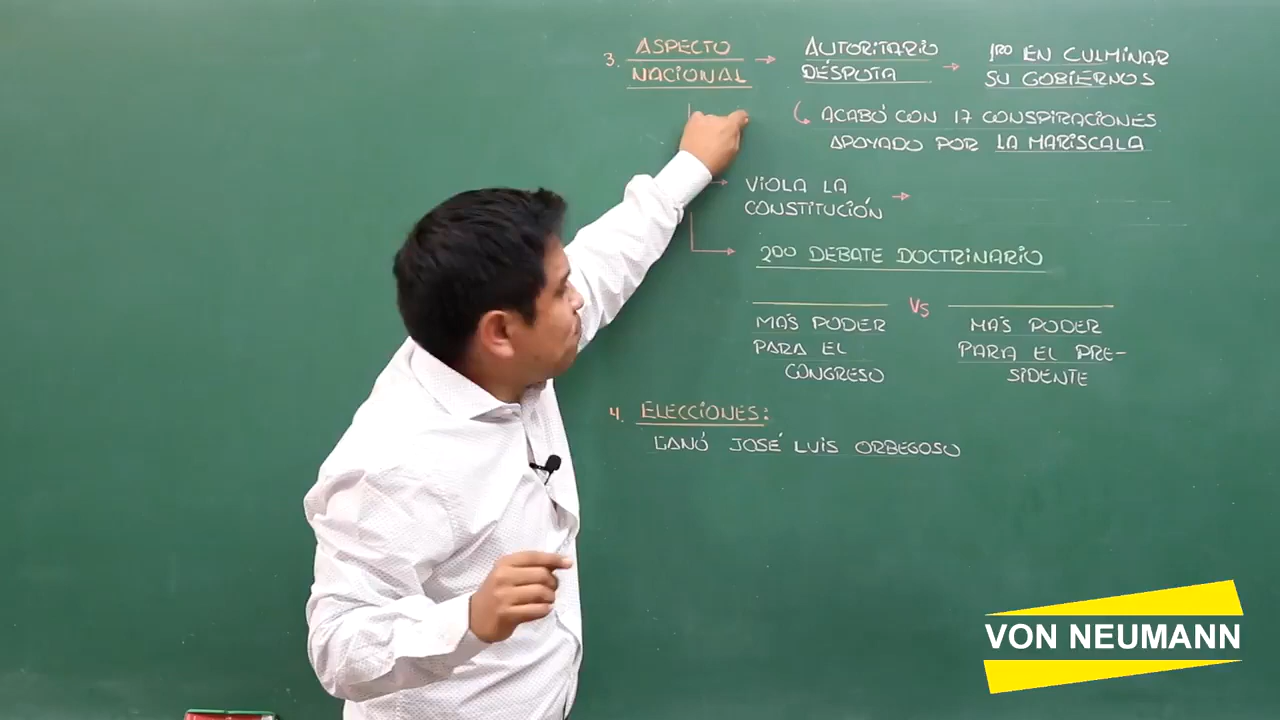 3. ASPECTO NACIONAL → AUTORITARIO DÉSPOTA → 1RO EN CULMINAR SU GOBIERNOS
ACABÓ CON 17 CONSPIRACIONES
APOYADO POR LA MARISCALA
→ VIOLA LA
CONSTITUCIÓN →
2DO DEBATE DOCTRINARIO
VS
MÁS PODER
PARA EL
CONGRESO
MÁS PODER
PARA EL PRE-
SIDENTE
4. ELECCIONES:
GANÓ JOSÉ LUIS ORBEGOSO
VON NEUMANN